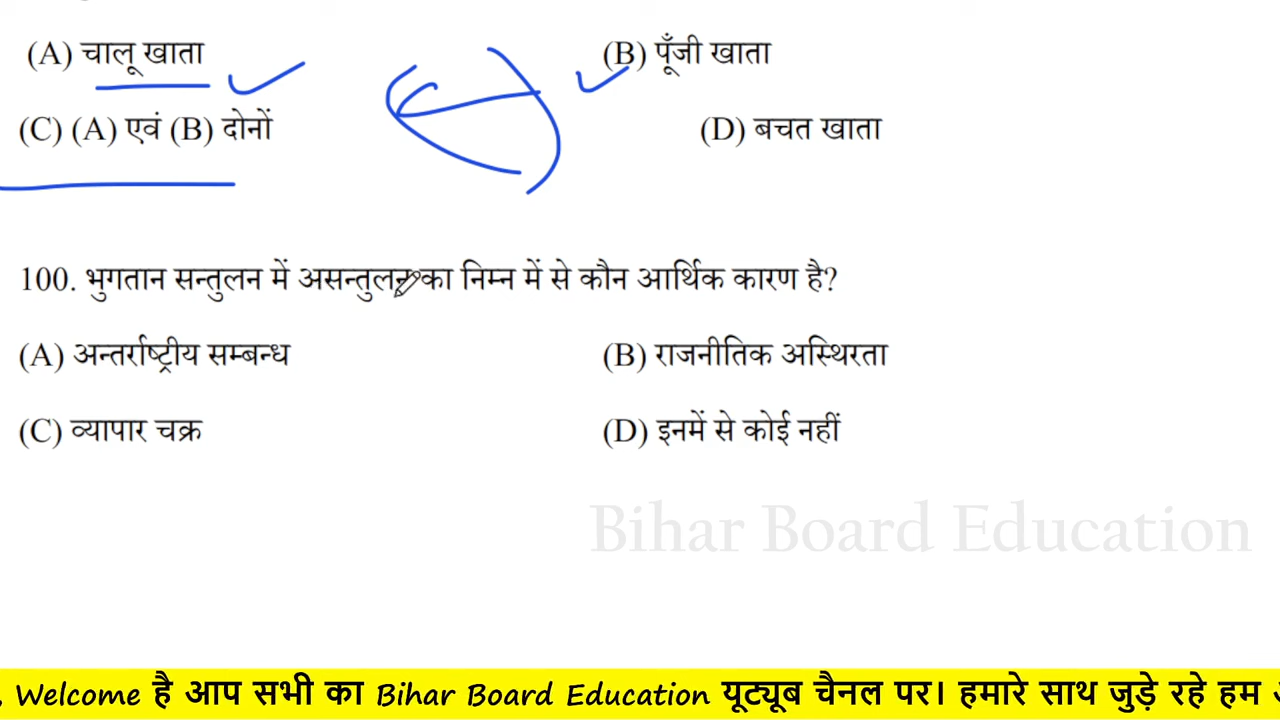 (A) चालू खाता (B) पूँजी खाता
(C) (A) एवं (B) दोनों (D) बचत खाता
100. भुगतान सन्तुलन में असन्तुलन का निम्न में से कौन आर्थिक कारण है?
(A) अन्तर्राष्ट्रीय सम्बन्ध (B) राजनीतिक अस्थिरता
(C) व्यापार चक्र (D) इनमें से कोई नहीं
Bihar Board Education
Welcome है आप सभी का Bihar Board Education यूट्यूब चैनल पर। हमारे साथ जुड़े रहे हम